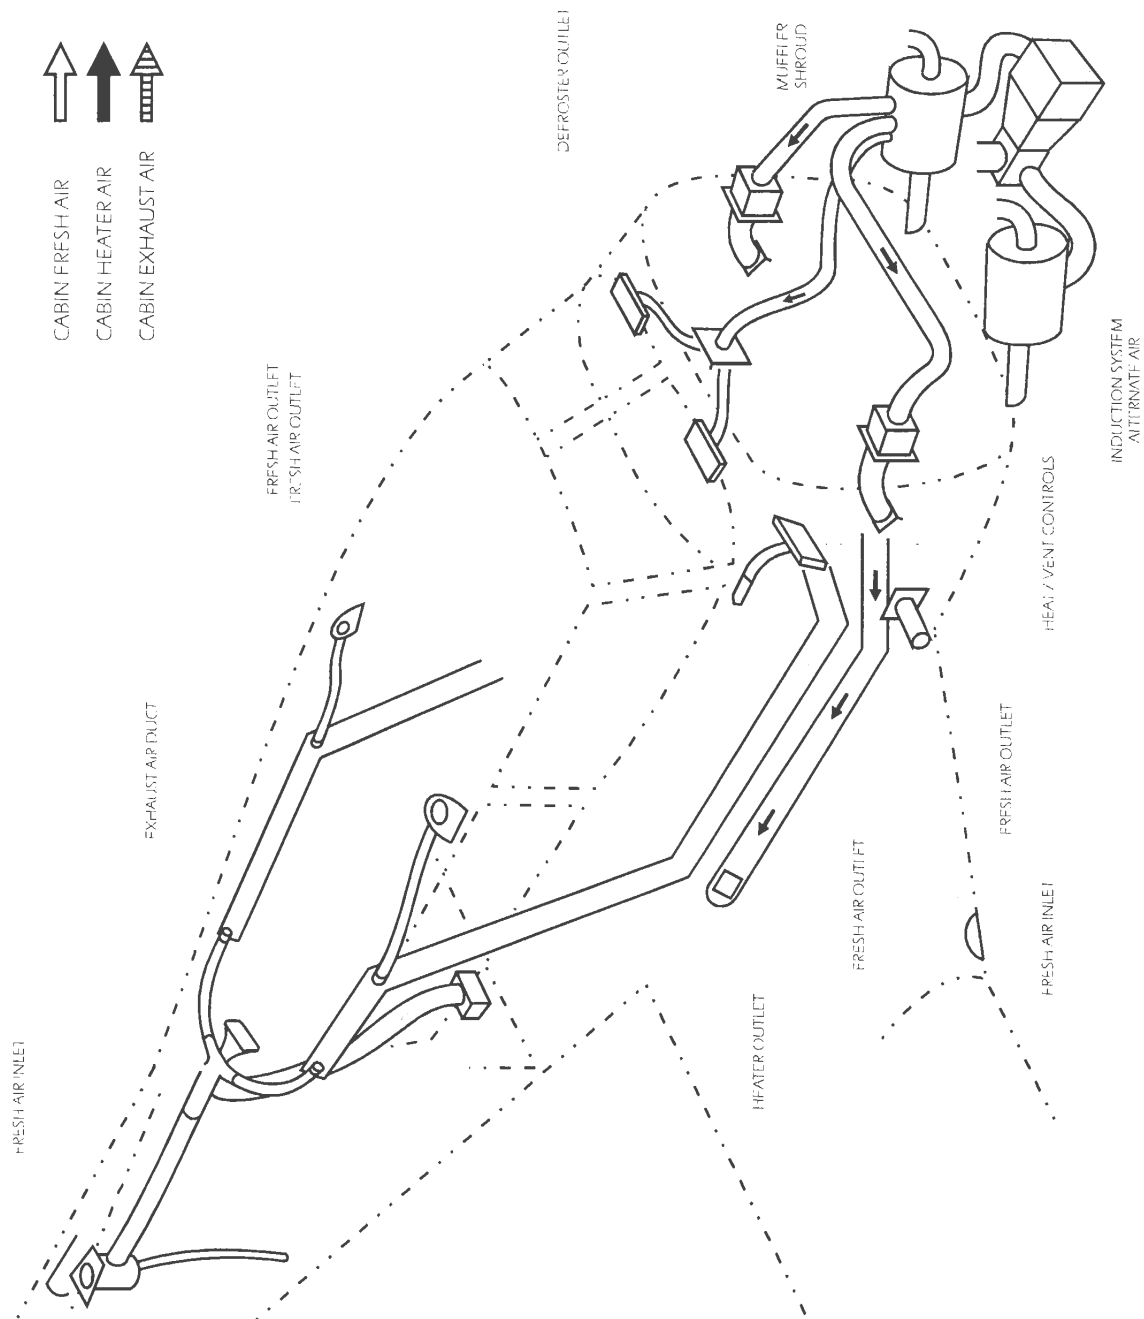 CABIN FRESH AIR
CABIN HEATER AIR
CABIN EXHAUST AIR
FRESH AIR INLET
EXHAUST AIR DUCT
FRESH AIR OUTLET
FRESH AIR OUTLET
DEFROSTER OUTLET
MUFFLER
SHROUD
HEATER OUTLET
FRESH AIR OUTLET
FRESH AIR INLET
FRESH AIR OUTLET
HEAT / VENT CONTROLS
INDUCTION SYSTEM
ALTERNATE AIR